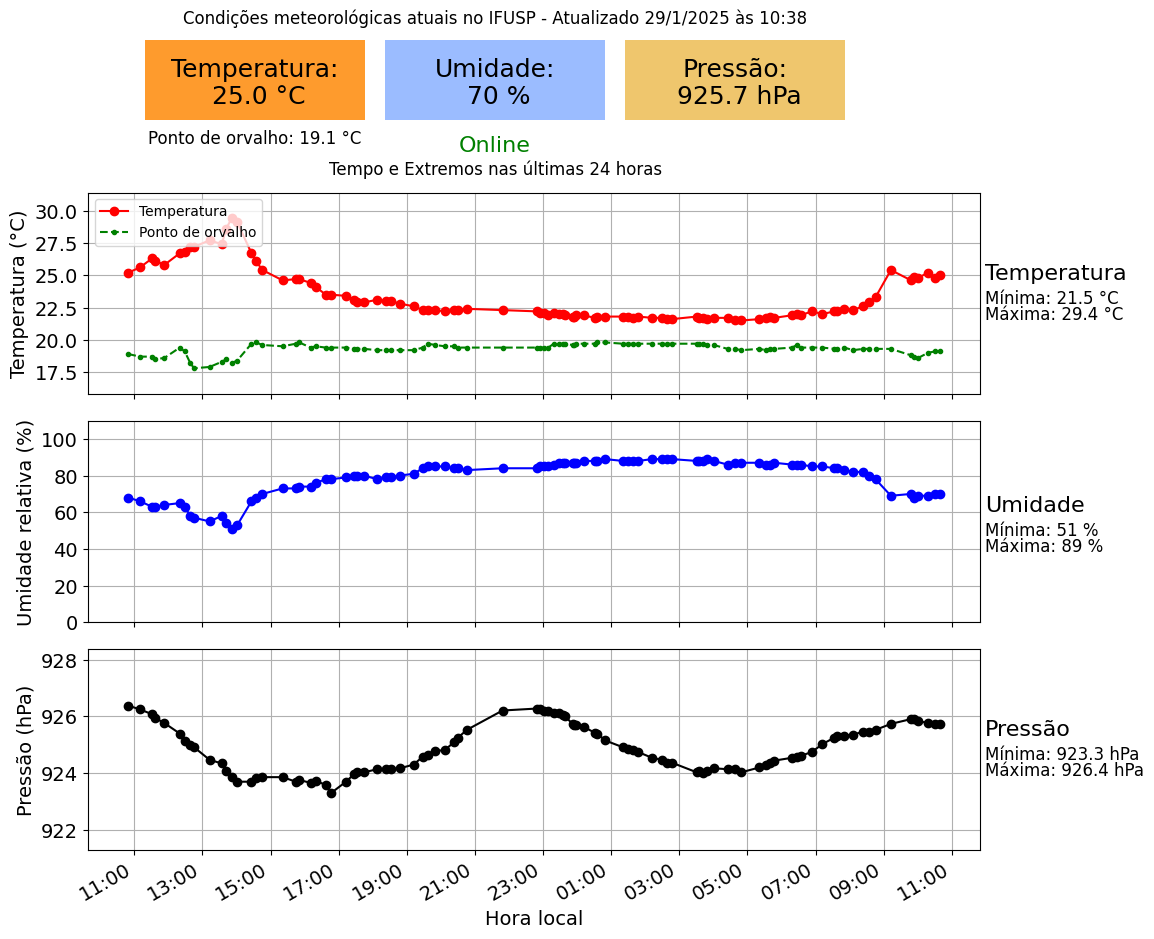 Condições meteorológicas atuais no IFUSP - Atualizado 29/1/2025 às 10:38
Temperatura:
25.0 °C
Umidade:
70 %
Pressão:
925.7 hPa
Ponto de orvalho: 19.1 °C
Online
Tempo e Extremos nas últimas 24 horas
Temperatura (°C)
30.0
27.5
25.0
22.5
20.0
17.5
Temperatura
Ponto de orvalho
Temperatura
Mínima: 21.5 °C
Máxima: 29.4 °C
Umidade relativa (%)
100
80
60
40
20
0
Umidade
Mínima: 51 %
Máxima: 89 %
Pressão (hPa)
928
926
924
922
Pressão
Mínima: 923.3 hPa
Máxima: 926.4 hPa
11:00 13:00 15:00 17:00 19:00 21:00 23:00 01:00 03:00 05:00 07:00 09:00 11:00
Hora local